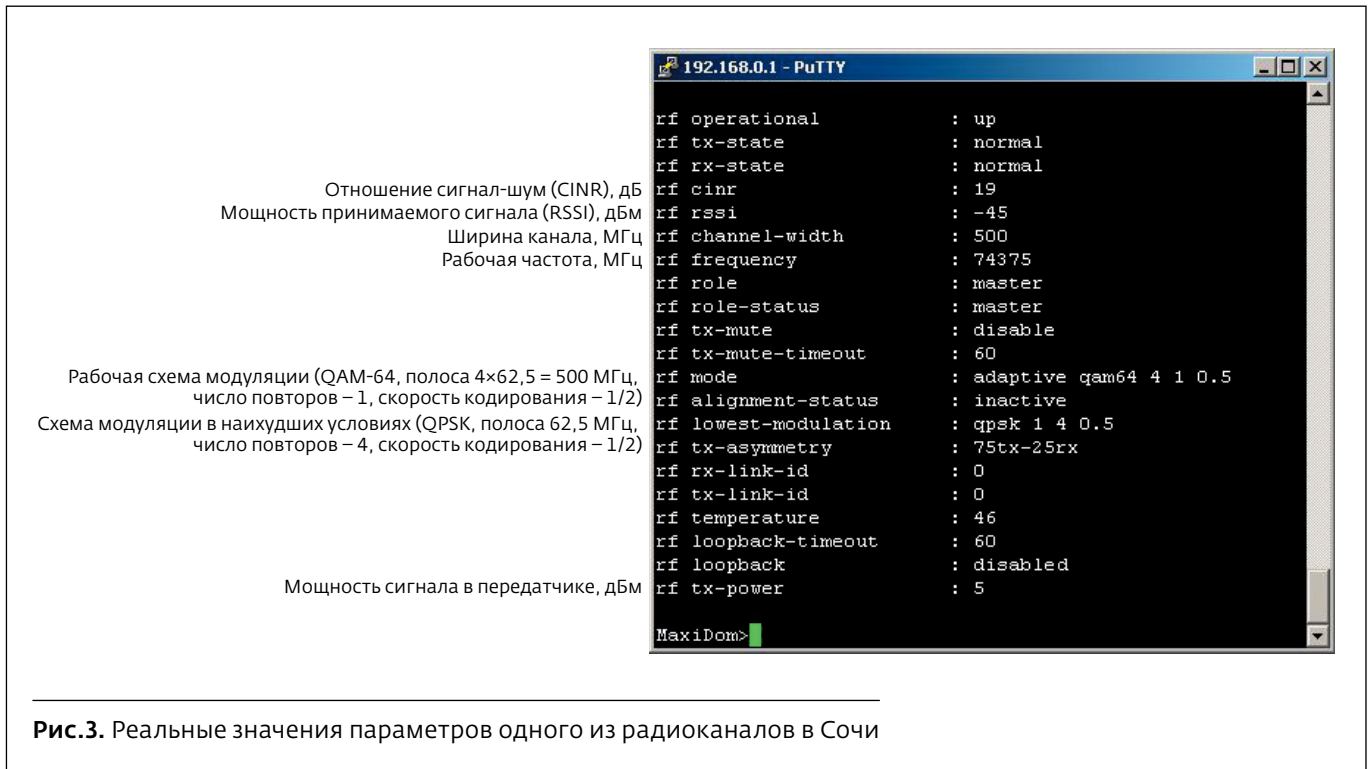 192.168.0.1 - PuTTY
rf operational : up
rf tx-state : normal
rf rx-state : normal
Отношение сигнал-шум (CINR), дБ rf cinr : 19
Мощность принимаемого сигнала (RSSI), дБм rf rssi : -45
Ширина канала, МГц rf channel-width : 500
Рабочая частота, МГц rf frequency : 74375
rf role : master
rf role-status : master
rf tx-mute : disable
rf tx-mute-timeout : 60
Рабочая схема модуляции (QAM-64, полоса 4×62,5 = 500 МГц, rf mode : adaptive qam64 4 1 0.5
число повторов – 1, скорость кодирования – 1/2) rf alignment-status : inactive
Схема модуляции в наихудших условиях (QPSK, полоса 62,5 МГц, rf lowest-modulation : qpsk 1 4 0.5
число повторов – 4, скорость кодирования – 1/2) rf tx-asymmetry : 75tx-25rx
rf rx-link-id : 0
rf tx-link-id : 0
rf temperature : 46
rf loopback-timeout : 60
rf loopback : disabled
Мощность сигнала в передатчике, дБм rf tx-power : 5
MaxiDom>
Рис.3. Реальные значения параметров одного из радиоканалов в Сочи